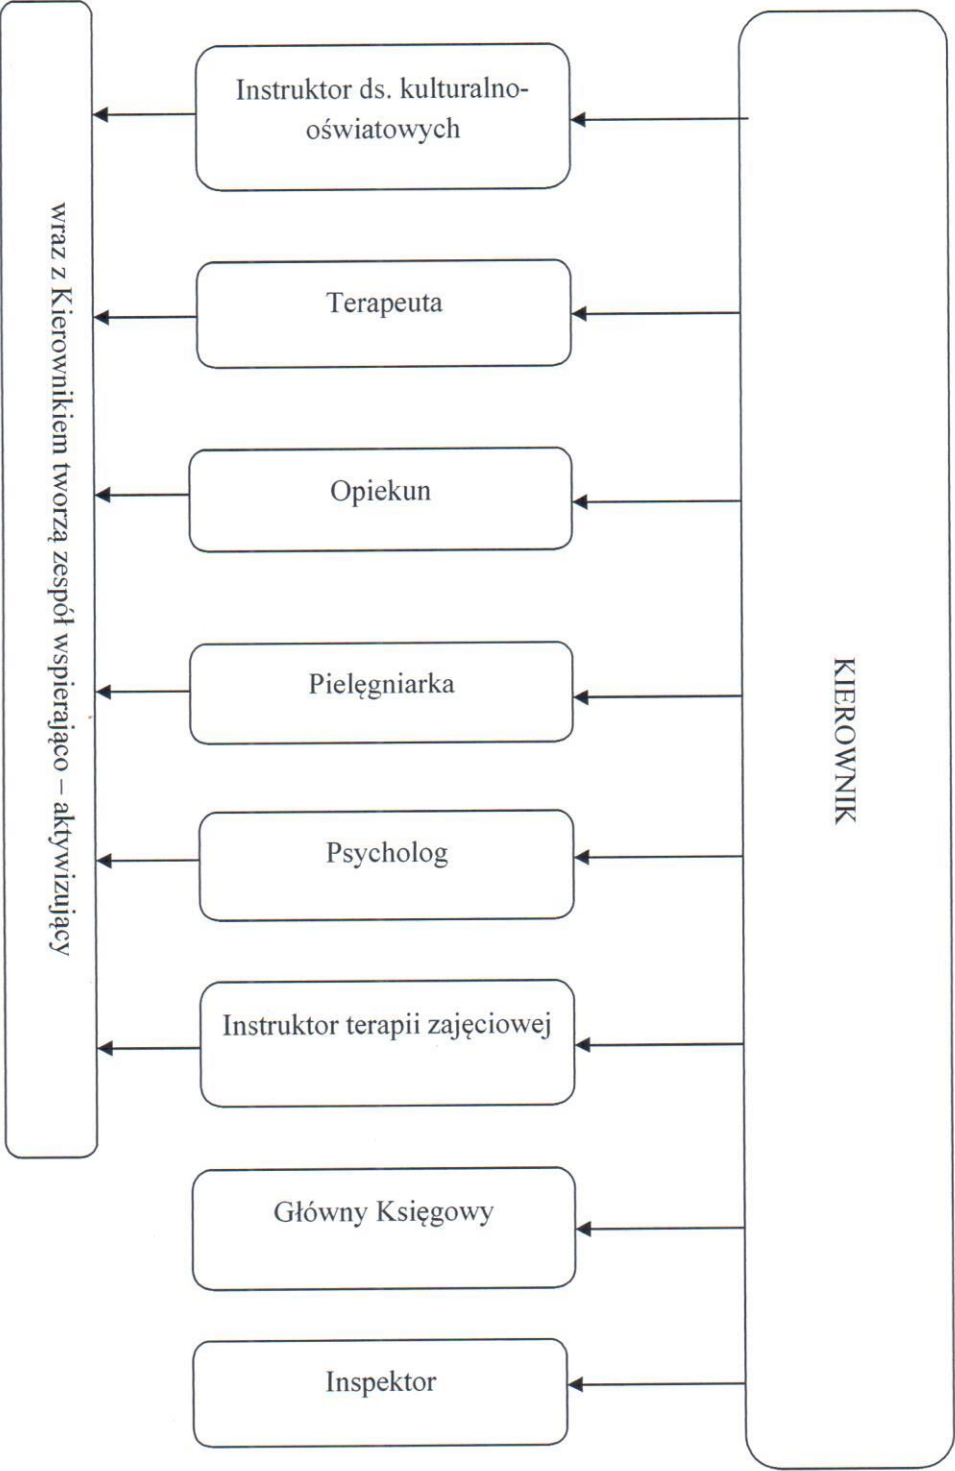 KIEROWNIK
Instruktor ds. kulturalno-
oświatowych
Terapeuta
Opiekun
Pielęgniarka
Psycholog
Instruktor terapii zajęciowej
Główny Księgowy
Inspektor
wraz z Kierownikiem tworzą zespół wspierająco – aktywizujący